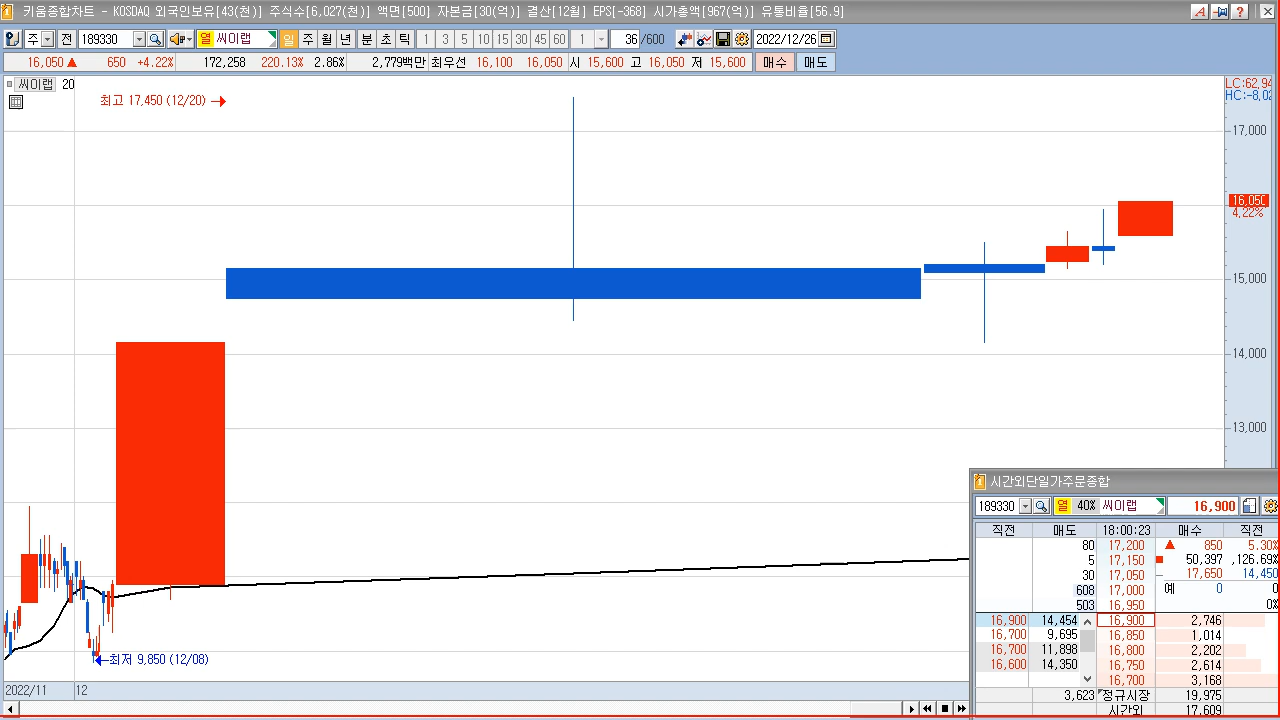 키움종합차트 - KOSDAQ 외국인보유[43(천)] 주식수[6,027(천)] 액면[500] 자본금[30(억)] 결산[12월] EPS[-368] 시가총액[967(억)] 유통비율[56.9]
주 전 189330 열 씨이랩 일 주 월 년 분 초 틱 1 3 5 10 15 30 45 60 1 36 /600 2022/12/26
16,050 ▲ 650 +4.22% 172,258 220.13% 2.86% 2,779백만 최우선 16,100 16,050 시 15,600 고 16,050 저 15,600 매수 매도
씨이랩 20
LC:62,94
HC:-8,02
최고 17,450 (12/20)
17,000
16,050
4,22%
15,000
14,000
13,000
최저 9,850 (12/08)
2022/11 12
시간외단일가주문종합
189330 열 40% 씨이랩 16,900
직전 매도 18:00:23 매수 직전
80 17,200 ▲ 850 5.30%
5 17,150 50,397 ,126.69%
30 17,050 17,650 14,450
608 17,000 예 0 0
503 16,950 0%
16,900 14,454 16,900 2,746
16,700 9,695 16,850 1,014
16,700 11,898 16,800 2,202
16,600 14,350 16,750 2,614
16,700 3,168
3,623 정규시장 19,975
시간외 17,609